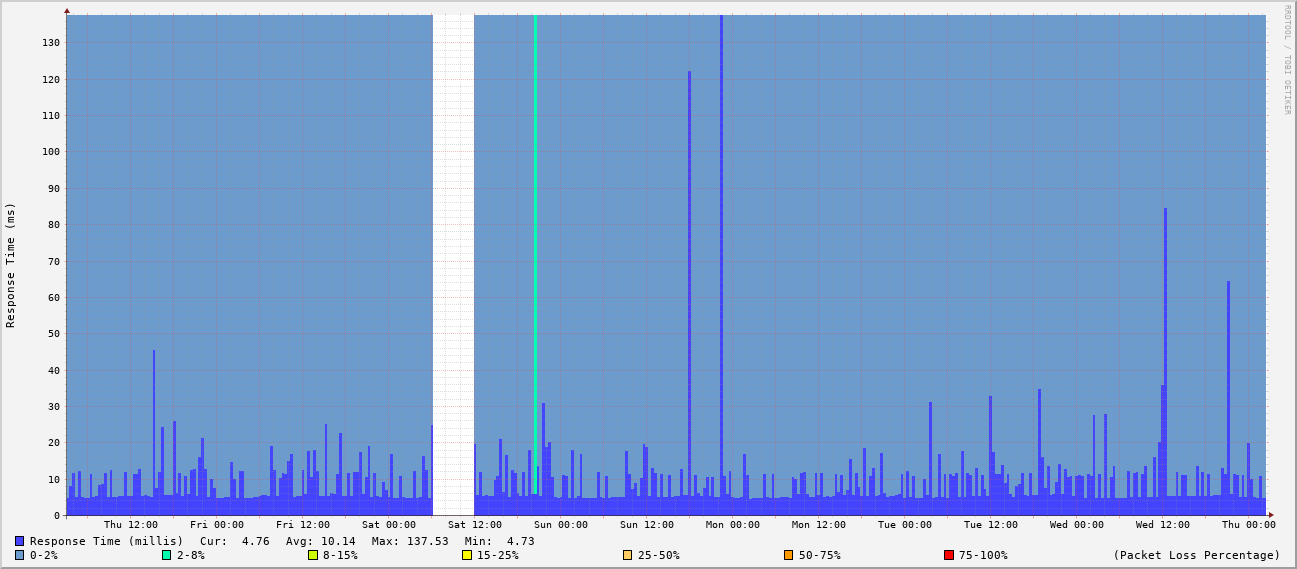 RRDTOOL / TOBI OETIKER
Response Time (ms)
130
120
110
100
90
80
70
60
50
40
30
20
10
0
Thu 12:00 Fri 00:00 Fri 12:00 Sat 00:00 Sat 12:00 Sun 00:00 Sun 12:00 Mon 00:00 Mon 12:00 Tue 00:00 Tue 12:00 Wed 00:00 Wed 12:00 Thu 00:00
Response Time (millis) Cur: 4.76 Avg: 10.14 Max: 137.53 Min: 4.73
0-2% 2-8% 8-15% 15-25% 25-50% 50-75% 75-100% (Packet Loss Percentage)